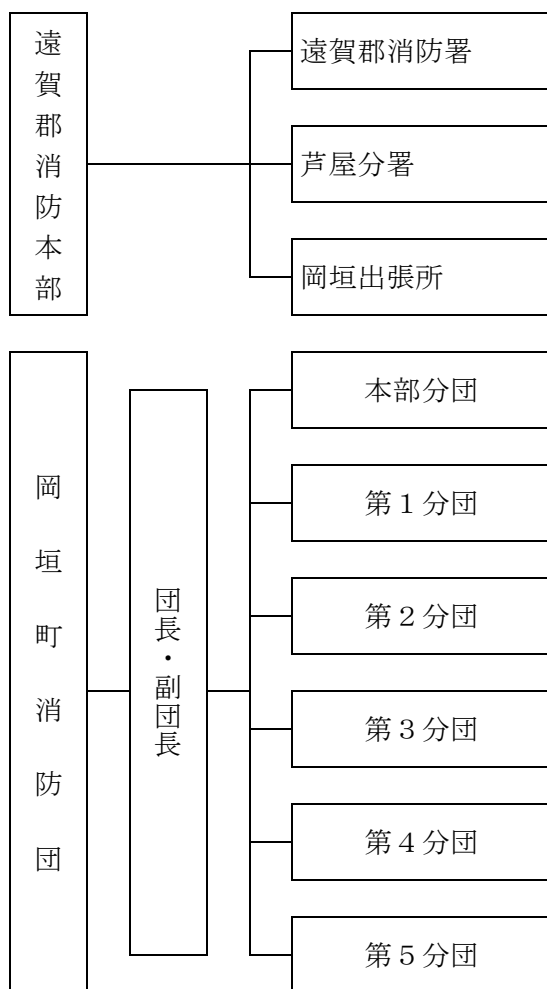 遠賀郡消防本部
遠賀郡消防署
芦屋分署
岡垣出張所
岡垣町消防団
団長・副団長
本部分団
第１分団
第２分団
第３分団
第４分団
第５分団